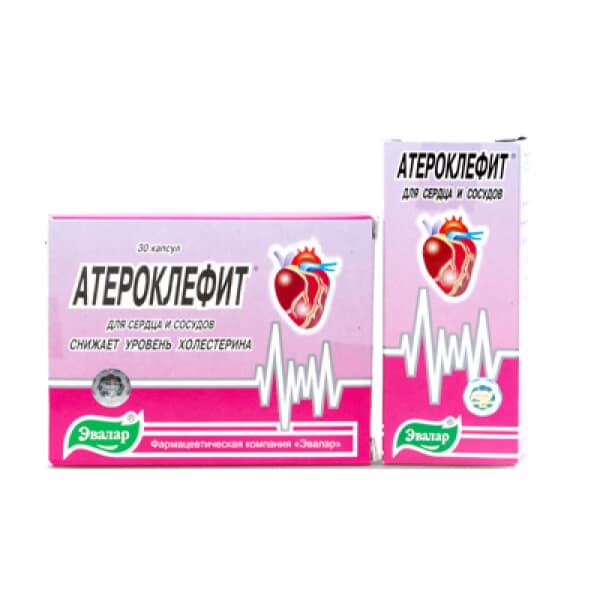 30 капсул
АТЕРОКЛЕФИТ®
ДЛЯ СЕРДЦА И СОСУДОВ
СНИЖАЕТ УРОВЕНЬ ХОЛЕСТЕРИНА
Эвалар®
Фармацевтическая компания «Эвалар»
АТЕРОКЛЕФИТ®
ДЛЯ СЕРДЦА И СОСУДОВ
Эвалар®